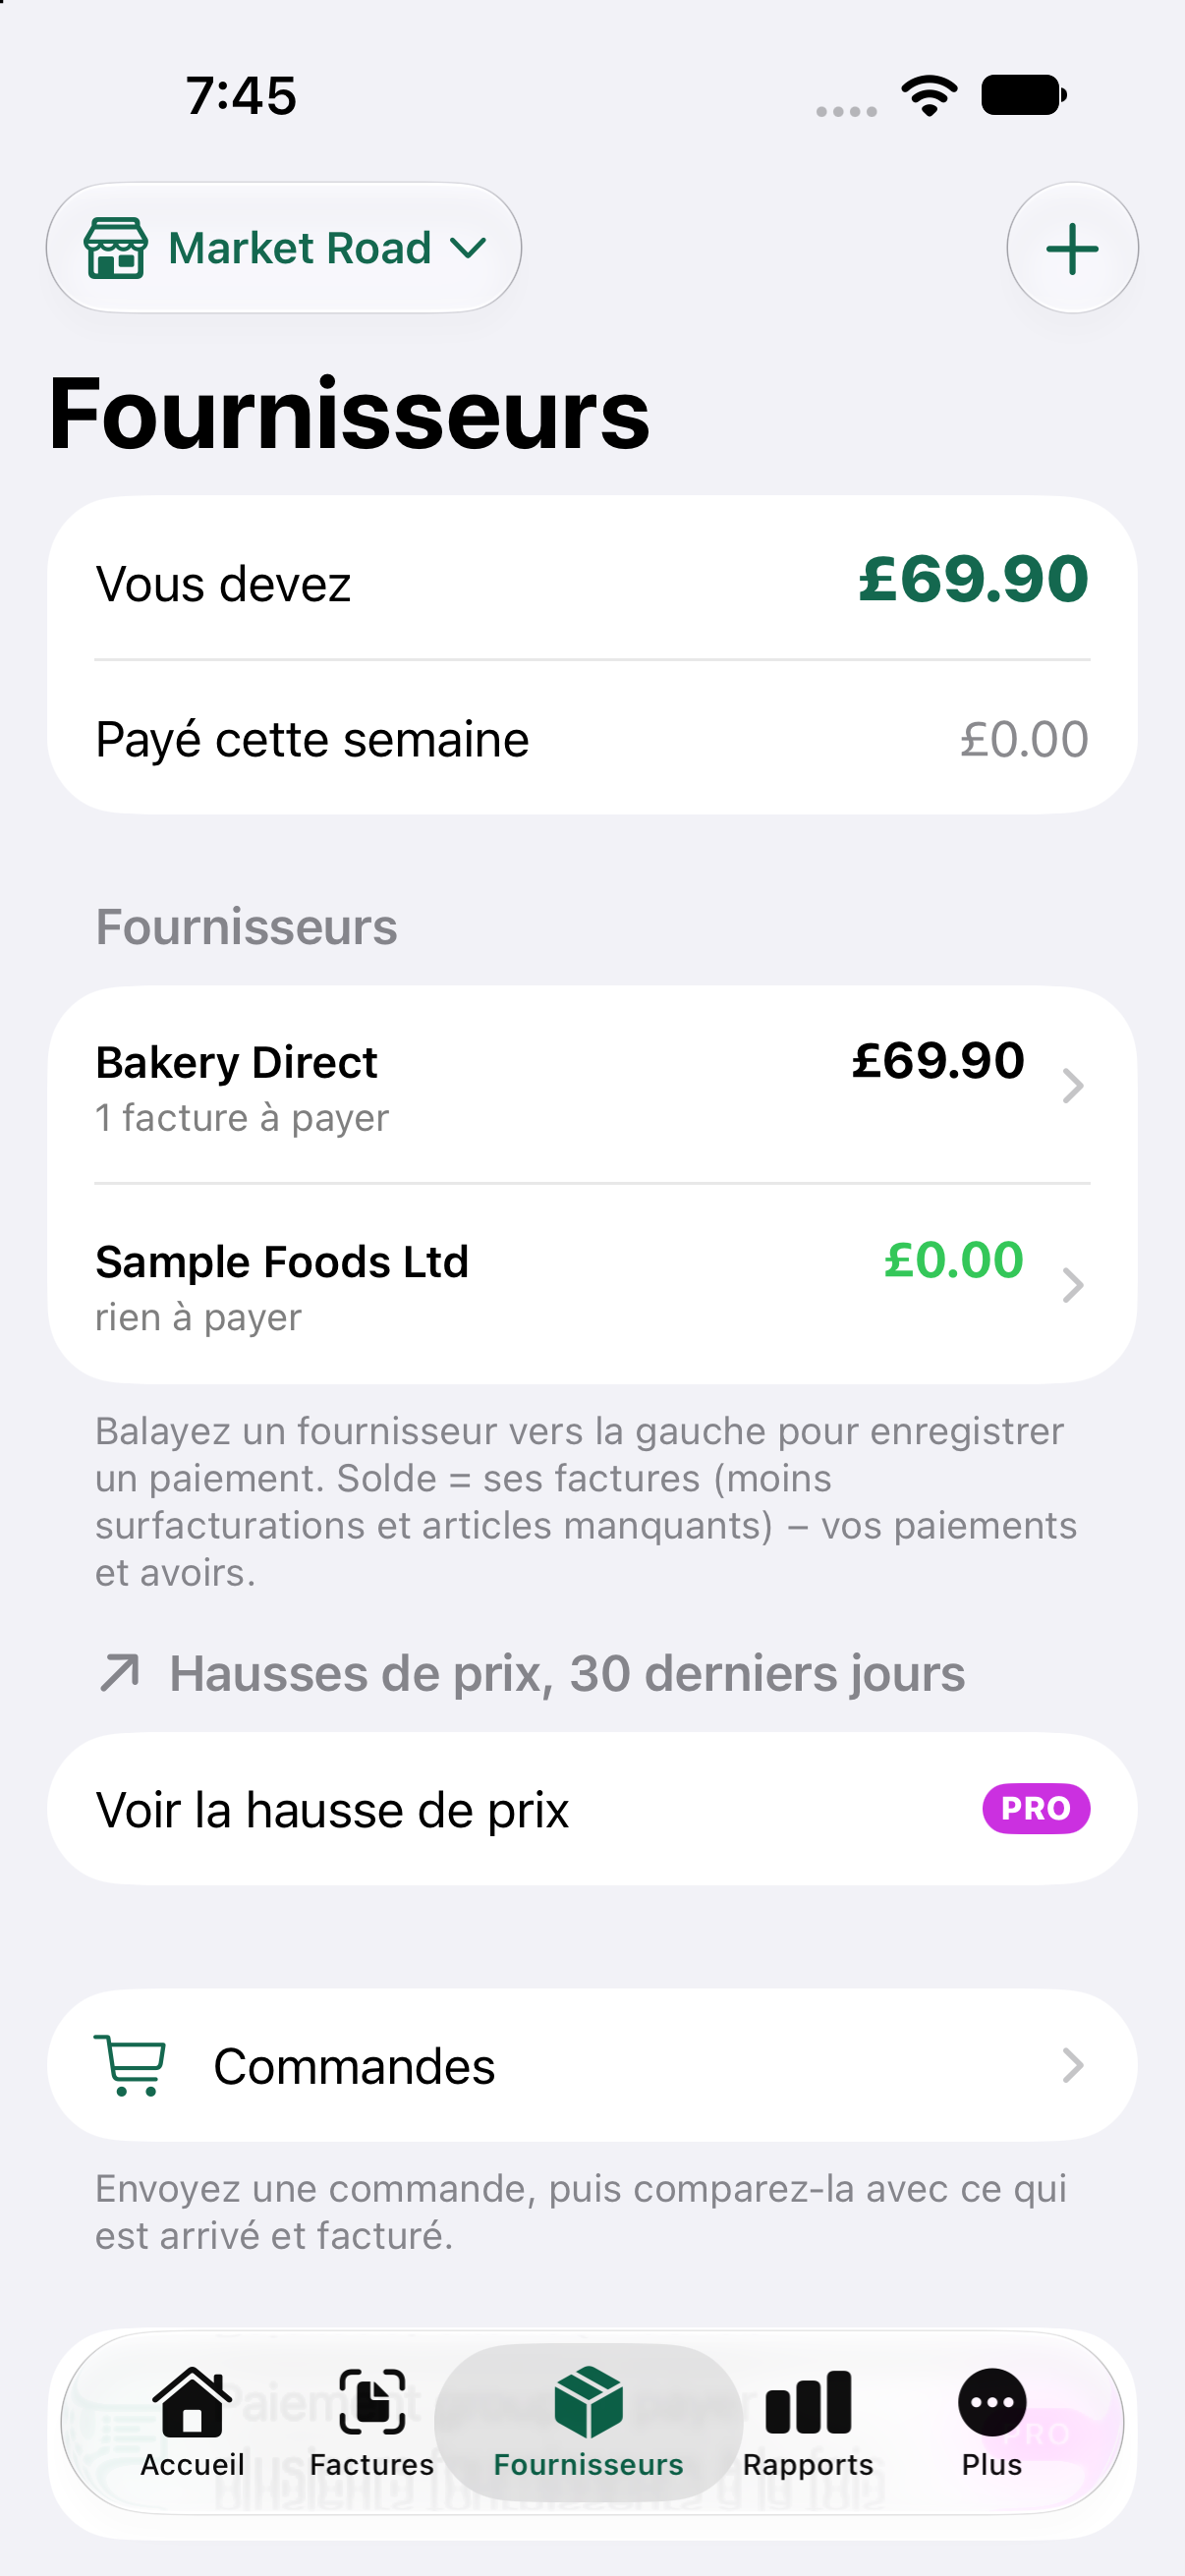 7:45
Market Road
Fournisseurs
Vous devez £69.90
Payé cette semaine £0.00
Fournisseurs
Bakery Direct £69.90
1 facture à payer
Sample Foods Ltd £0.00
rien à payer
Balayez un fournisseur vers la gauche pour enregistrer
un paiement. Solde = ses factures (moins
surfacturations et articles manquants) – vos paiements
et avoirs.
Hausses de prix, 30 derniers jours
Voir la hausse de prix PRO
Commandes
Envoyez une commande, puis comparez-la avec ce qui
est arrivé et facturé.
Accueil Factures Fournisseurs Rapports Plus